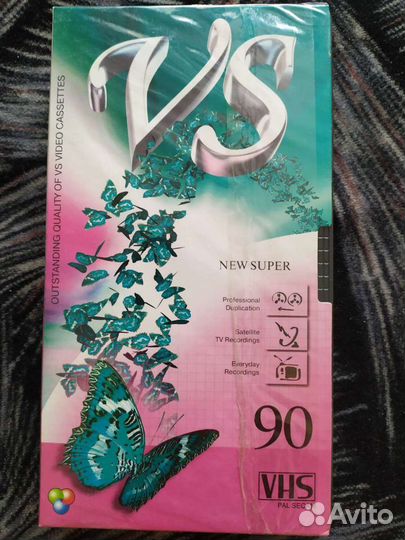 VS
OUTSTANDING QUALITY OF VS VIDEO CASSETTES
NEW SUPER
Professional
Duplication
Satellite
TV Recordings
Everyday
Recordings
90
VHS
PAL
Avito